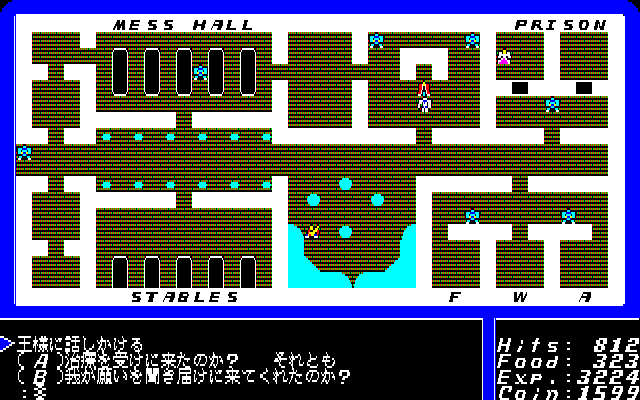 MESS HALL
PRISON
STABLES
F W A
王様に話しかける
(A)治療を受けに来たのか? それとも
(B)我が願いを聞き届けに来てくれたのか?
Hits: 812
Food: 323
Exp.:3224
Coin:1599